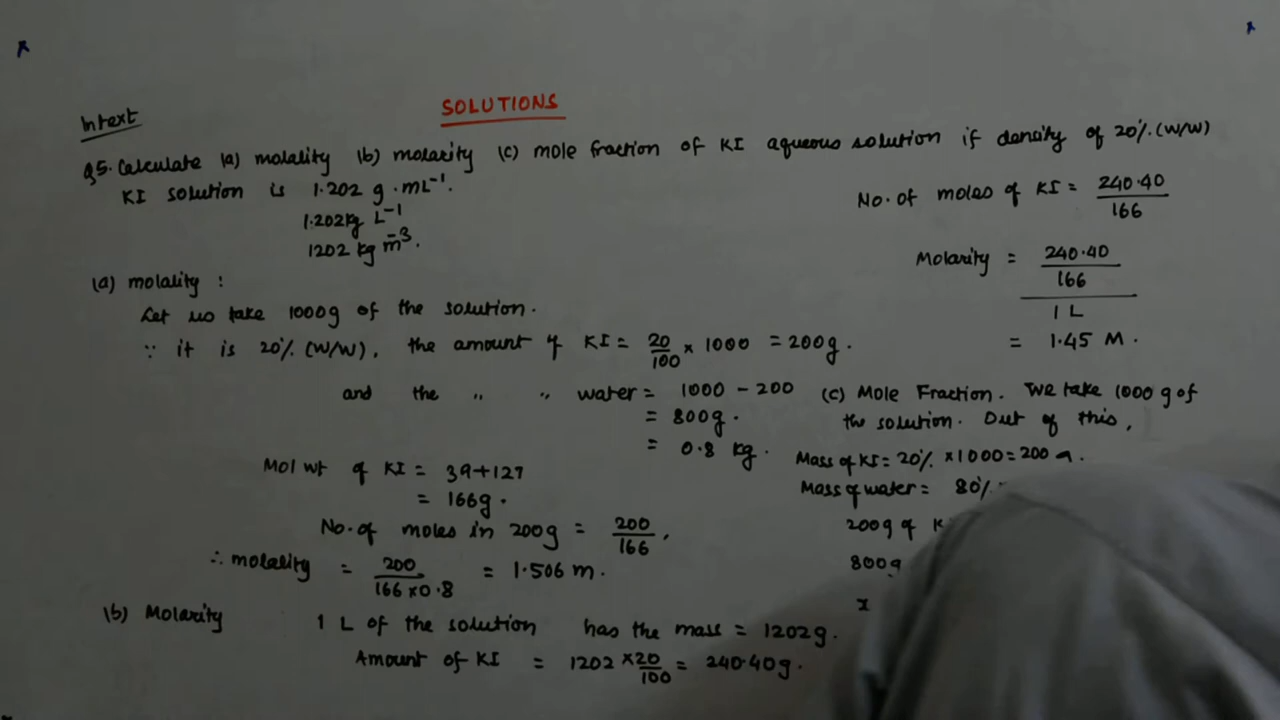 SOLUTIONS
Intext
Q5. Calculate (a) molality (b) molarity (c) mole fraction of KI aqueous solution if density of 20%. (W/W)
KI solution is 1.202 g.mL⁻¹.
1.202kg L⁻¹
1202 kg m⁻³.
(a) molality :
Let us take 1000g of the solution.
∵ it is 20% (W/W), the amount of KI = 20/100 × 1000 = 200g.
and the " " water = 1000 - 200
= 800g.
= 0.8 kg.
Mol wt of KI = 39+127
= 166g.
No. of moles in 200g = 200/166,
∴ molality = 200/166×0.8 = 1.506 m.
(b) Molarity 1 L of the solution has the mass = 1202g.
Amount of KI = 1202 × 20/100 = 240.40g.
No. of moles of KI = 240.40/166
Molarity = 240.40/166 / 1 L
= 1.45 M.
(c) Mole Fraction. We take 1000 g of
the solution. Out of this,
Mass of KI = 20% × 1000 = 200 g.
Mass of water = 80%
200g of K
800g
x